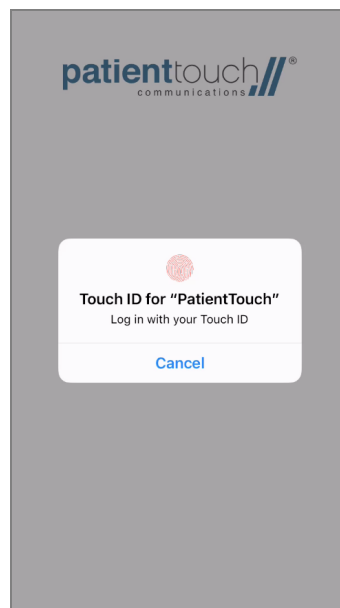 patienttouch®
communications
Touch ID for “PatientTouch”
Log in with your Touch ID
Cancel